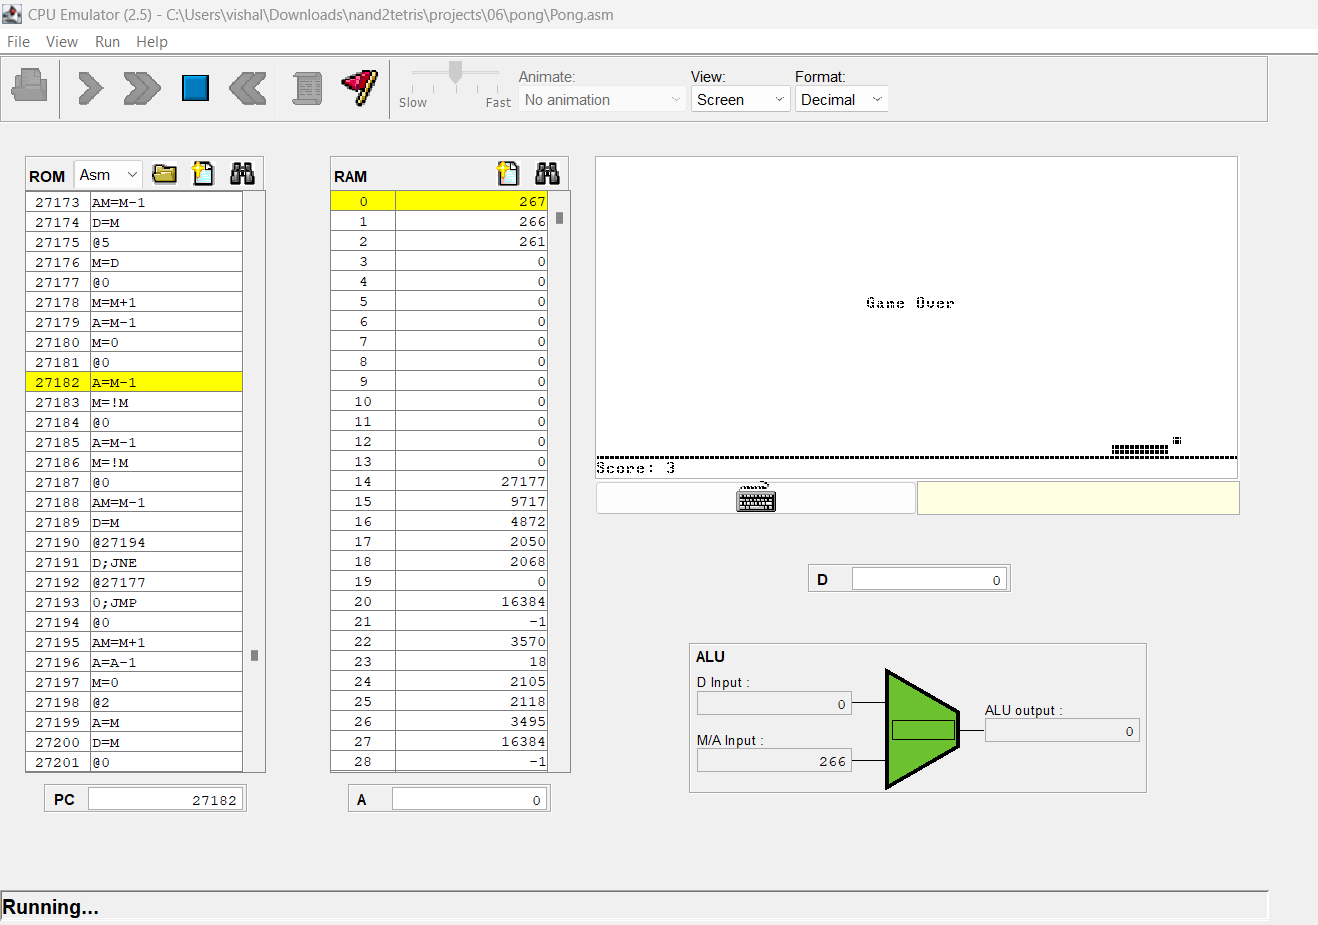 CPU Emulator (2.5) - C:\Users\vishal\Downloads\nand2tetris\projects\06\pong\Pong.asm
File View Run Help
Slow Fast
Animate:
No animation
View:
Screen
Format:
Decimal
ROM Asm
27173 AM=M-1
27174 D=M
27175 @5
27176 M=D
27177 @0
27178 M=M+1
27179 A=M-1
27180 M=0
27181 @0
27182 A=M-1
27183 M=!M
27184 @0
27185 A=M-1
27186 M=!M
27187 @0
27188 AM=M-1
27189 D=M
27190 @27194
27191 D;JNE
27192 @27177
27193 0;JMP
27194 @0
27195 AM=M+1
27196 A=A-1
27197 M=0
27198 @2
27199 A=M
27200 D=M
27201 @0
PC 27182
RAM
0 267
1 266
2 261
3 0
4 0
5 0
6 0
7 0
8 0
9 0
10 0
11 0
12 0
13 0
14 27177
15 9717
16 4872
17 2050
18 2068
19 0
20 16384
21 -1
22 3570
23 18
24 2105
25 2118
26 3495
27 16384
28 -1
A 0
Game Over
Score: 3
D 0
ALU
D Input :
0
M/A Input :
266
ALU output :
0
Running...